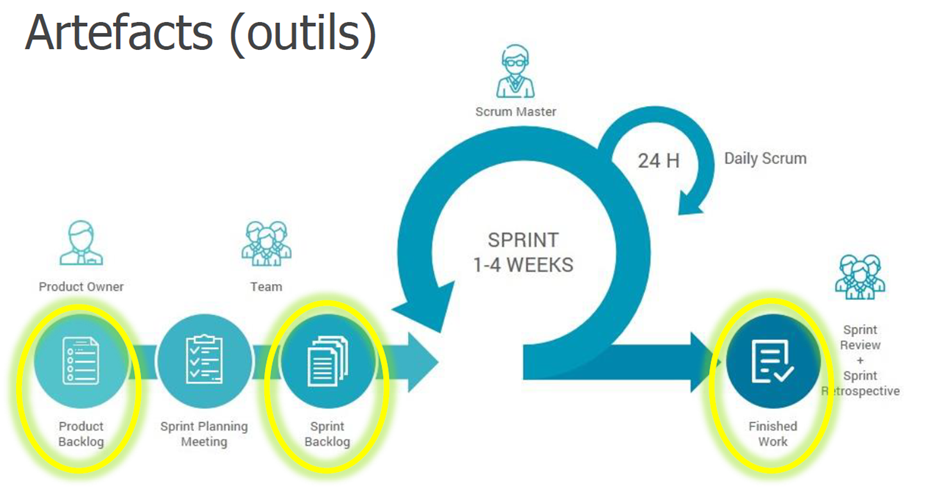 Artefacts (outils)
Scrum Master
24 H
Daily Scrum
SPRINT
1-4 WEEKS
Product Owner
Team
Product
Backlog
Sprint Planning
Meeting
Sprint
Backlog
Finished
Work
Sprint
Review
+
Sprint
Retrospective